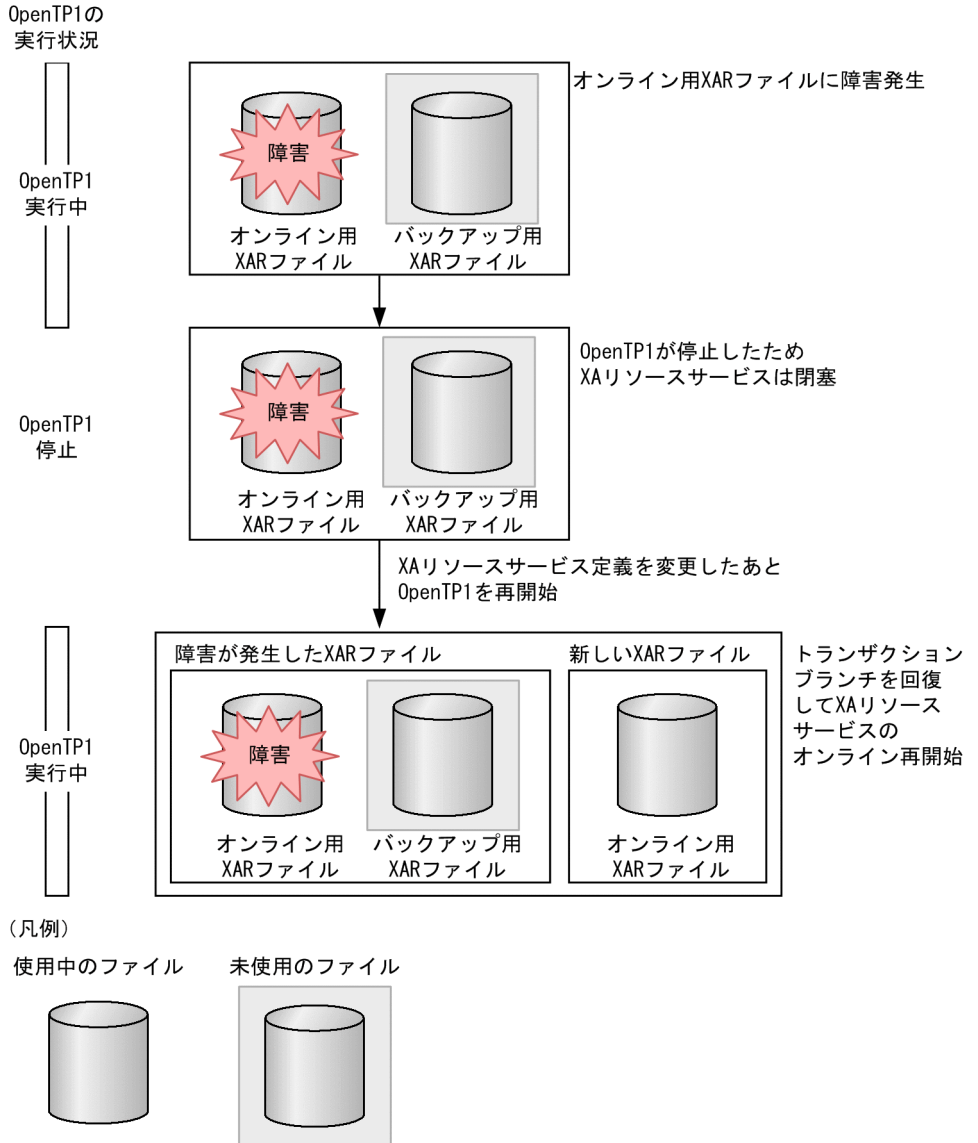 OpenTP1の
実行状況
オンライン用XARファイルに障害発生
障害
OpenTP1
実行中
オンライン用
XARファイル
バックアップ用
XARファイル
OpenTP1が停止したため
XAリソースサービスは閉塞
障害
OpenTP1
停止
オンライン用
XARファイル
バックアップ用
XARファイル
XAリソースサービス定義を変更したあと
OpenTP1を再開始
障害が発生したXARファイル
新しいXARファイル
トランザクション
ブランチを回復
してXAリソース
サービスの
オンライン再開始
障害
OpenTP1
実行中
オンライン用
XARファイル
バックアップ用
XARファイル
オンライン用
XARファイル
（凡例）
使用中のファイル
未使用のファイル